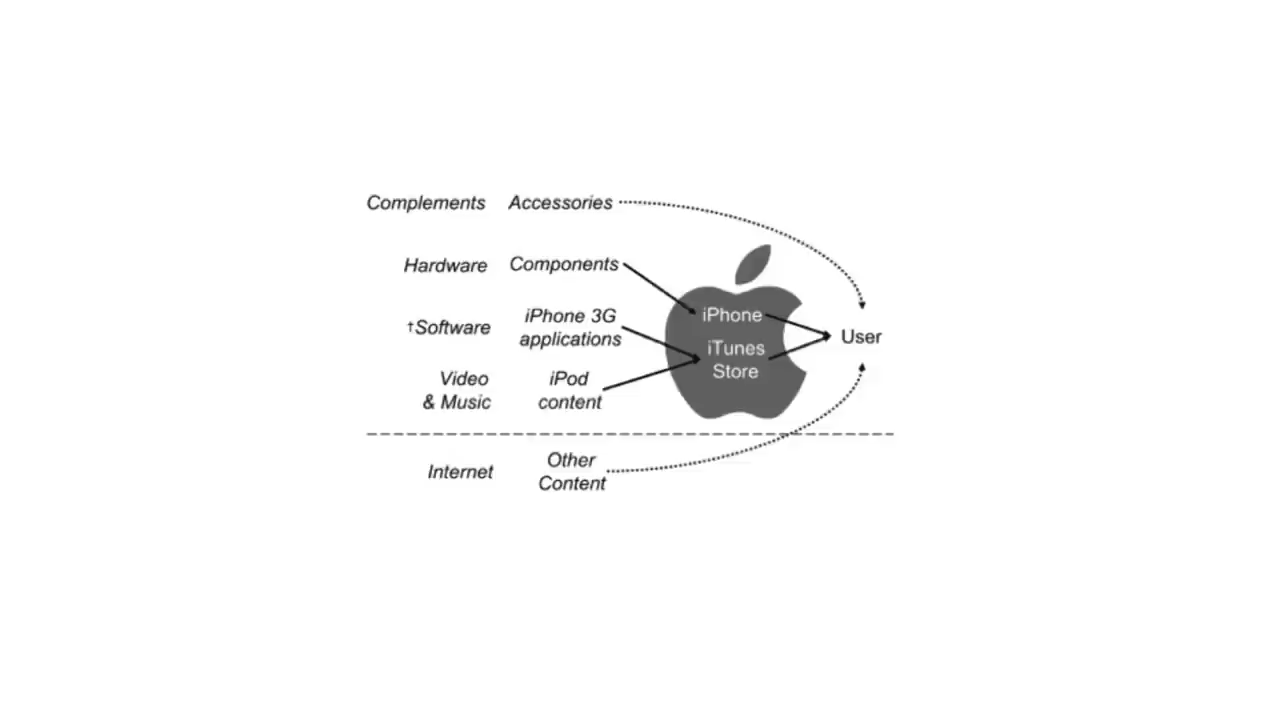 Complements Accessories
Hardware Components
†Software iPhone 3G
applications
Video
& Music
iPod
content
iPhone
iTunes
Store
User
Internet
Other
Content